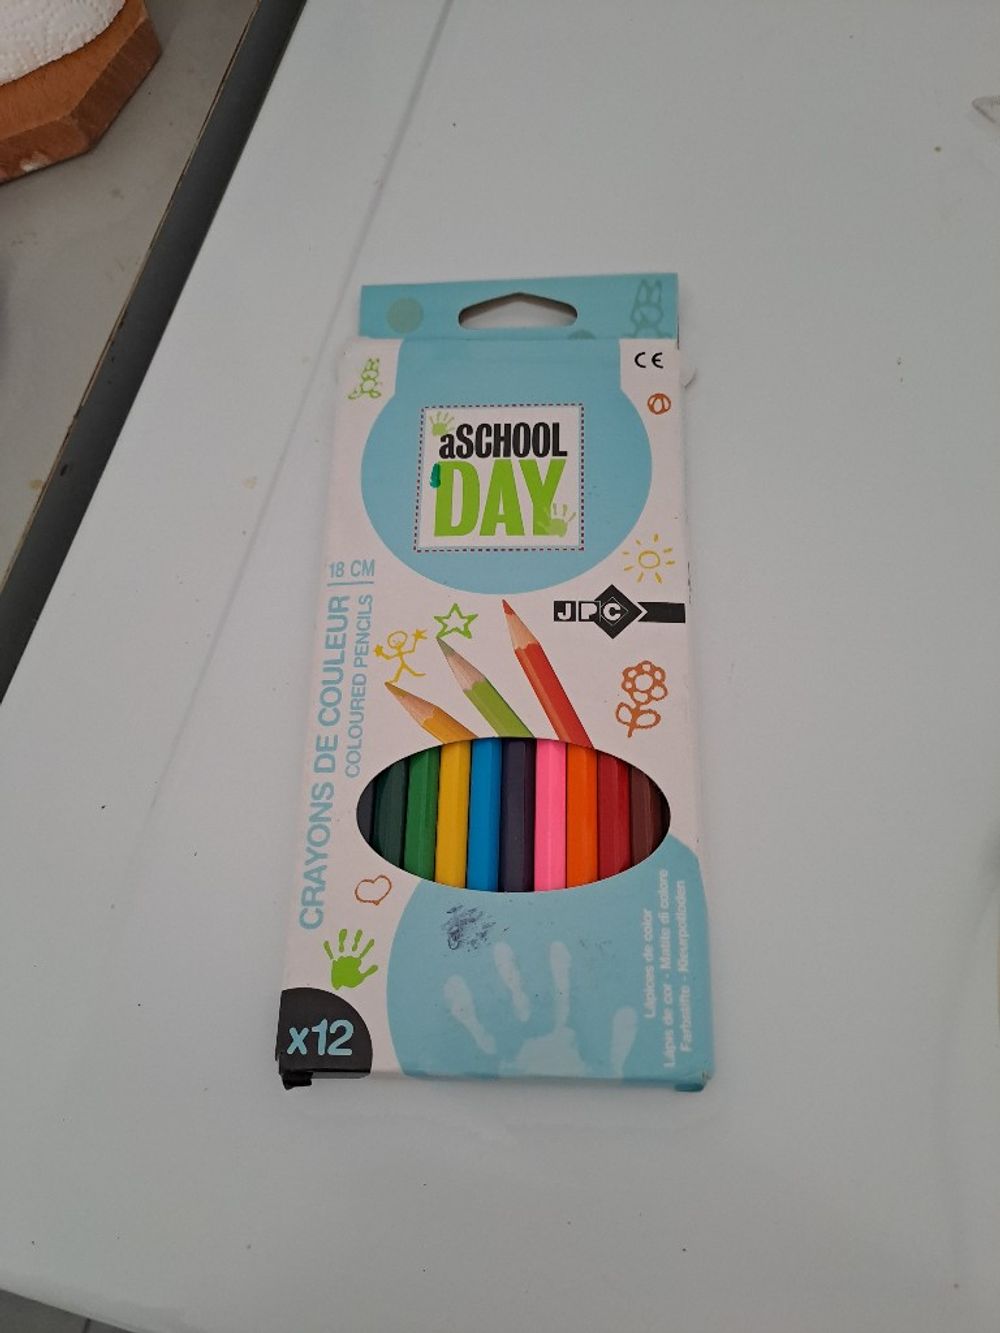 CE
aSCHOOL
DAY
18 CM
JPC
CRAYONS DE COULEUR
COLOURED PENCILS
x12
Lápices de color
Lápis de cor - Matite di colore
Farbstifte - Kleurpotloden